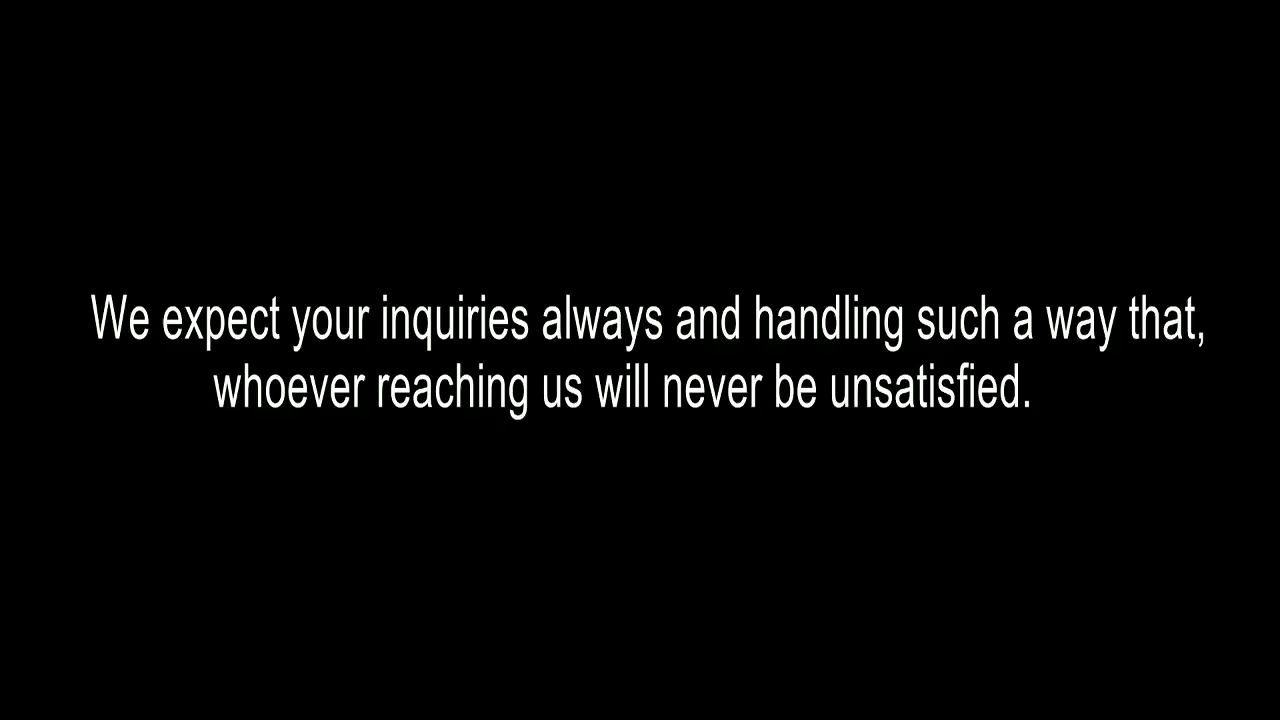 We expect your inquiries always and handling such a way that,
whoever reaching us will never be unsatisfied.